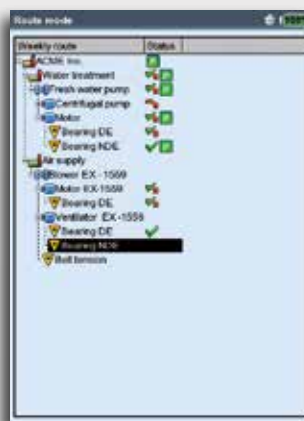 Route mode
Weekly route Status
ACME Inc.
Water treatment
Fresh water pump
Centrifugal pump
Motor
Bearing DE
Bearing NDE
Air supply
Blower EX-1559
Motor EX-1559
Bearing DE
Ventilator EX-1559
Bearing DE
Bearing NDE
Belt tension